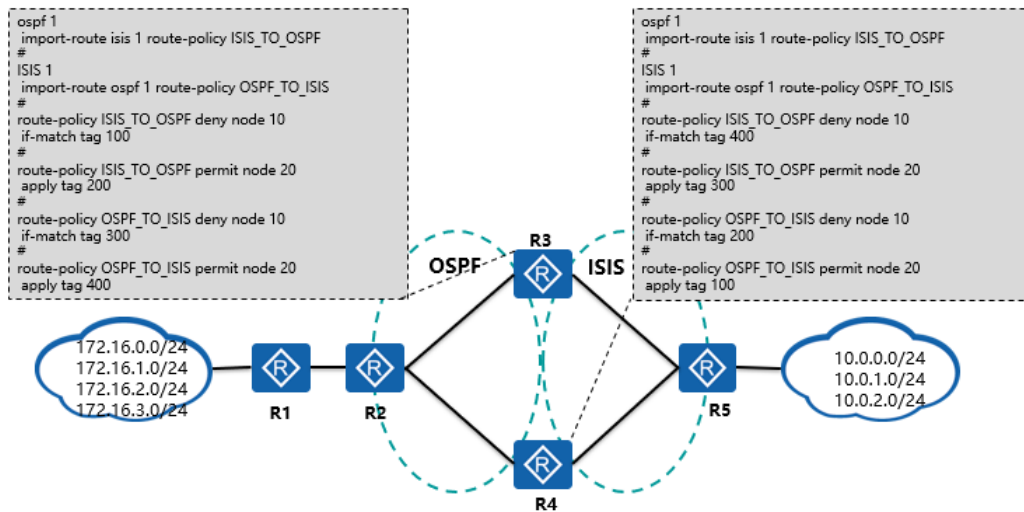 ospf 1
import-route isis 1 route-policy ISIS_TO_OSPF
#
ISIS 1
import-route ospf 1 route-policy OSPF_TO_ISIS
#
route-policy ISIS_TO_OSPF deny node 10
if-match tag 100
#
route-policy ISIS_TO_OSPF permit node 20
apply tag 200
#
route-policy OSPF_TO_ISIS deny node 10
if-match tag 300
#
route-policy OSPF_TO_ISIS permit node 20
apply tag 400
ospf 1
import-route isis 1 route-policy ISIS_TO_OSPF
#
ISIS 1
import-route ospf 1 route-policy OSPF_TO_ISIS
#
route-policy ISIS_TO_OSPF deny node 10
if-match tag 400
#
route-policy ISIS_TO_OSPF permit node 20
apply tag 300
#
route-policy OSPF_TO_ISIS deny node 10
if-match tag 200
#
route-policy OSPF_TO_ISIS permit node 20
apply tag 100
R3
OSPF
ISIS
R
172.16.0.0/24
172.16.1.0/24
172.16.2.0/24
172.16.3.0/24
R
R1
R
R2
R
R5
10.0.0.0/24
10.0.1.0/24
10.0.2.0/24
R
R4